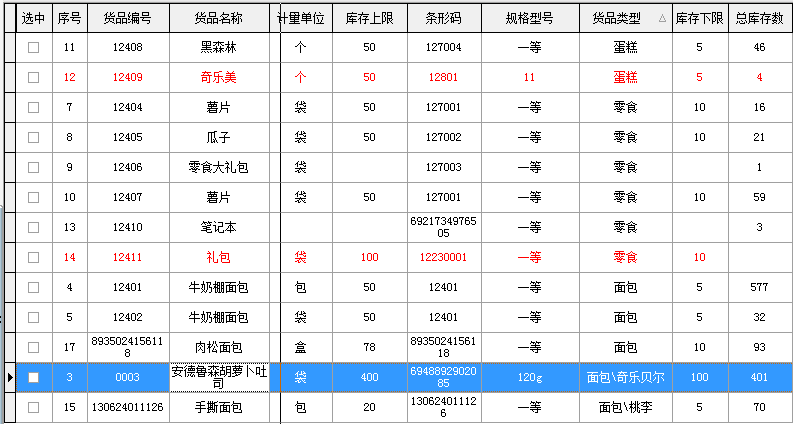 选中 序号 货品编号 货品名称 计量单位 库存上限 条形码 规格型号 货品类型 库存下限 总库存数
11 12408 黑森林 个 50 127004 一等 蛋糕 5 46
12 12409 奇乐美 个 50 12801 11 蛋糕 5 4
7 12404 薯片 袋 50 127001 一等 零食 10 16
8 12405 瓜子 袋 50 127002 一等 零食 10 21
9 12406 零食大礼包 袋 127003 一等 零食 1
10 12407 薯片 袋 50 127001 一等 零食 10 59
13 12410 笔记本 69217349765
05 一等 零食 3
14 12411 礼包 袋 100 12230001 一等 零食 10
4 12401 牛奶棚面包 包 50 12401 一等 面包 5 577
5 12402 牛奶棚面包 袋 50 12401 一等 面包 5 32
17 893502415611
8 肉松面包 盒 78 89350241561
18 一等 面包 10 93
3 0003 安德鲁森胡萝卜吐
司 袋 400 69488929020
85 120g 面包\奇乐贝尔 100 401
15 130624011126 手撕面包 包 20 13062401112
6 一等 面包\桃李 5 70